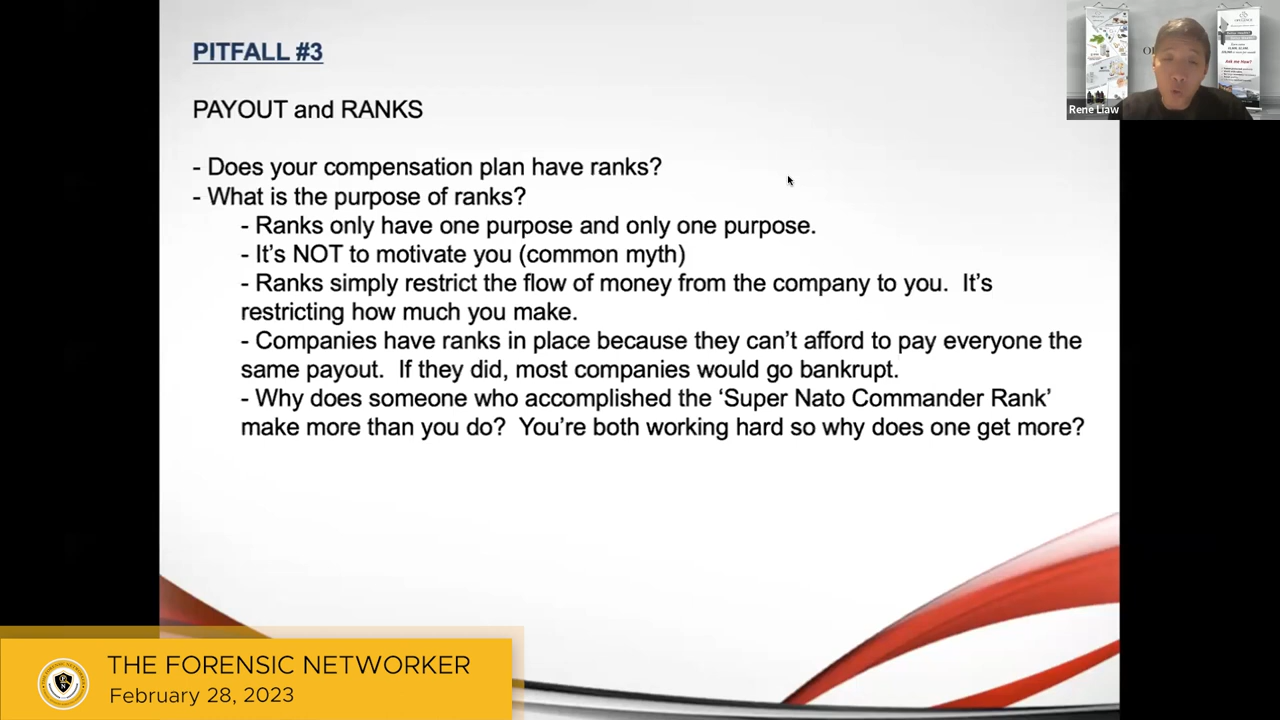 PITFALL #3
PAYOUT and RANKS
- Does your compensation plan have ranks?
- What is the purpose of ranks?
- Ranks only have one purpose and only one purpose.
- It's NOT to motivate you (common myth)
- Ranks simply restrict the flow of money from the company to you.  It's
restricting how much you make.
- Companies have ranks in place because they can't afford to pay everyone the
same payout.  If they did, most companies would go bankrupt.
- Why does someone who accomplished the ‘Super Nato Commander Rank’
make more than you do?  You're both working hard so why does one get more?
Rene Liaw
Ask me How?
THE FORENSIC NETWORKER
February 28, 2023